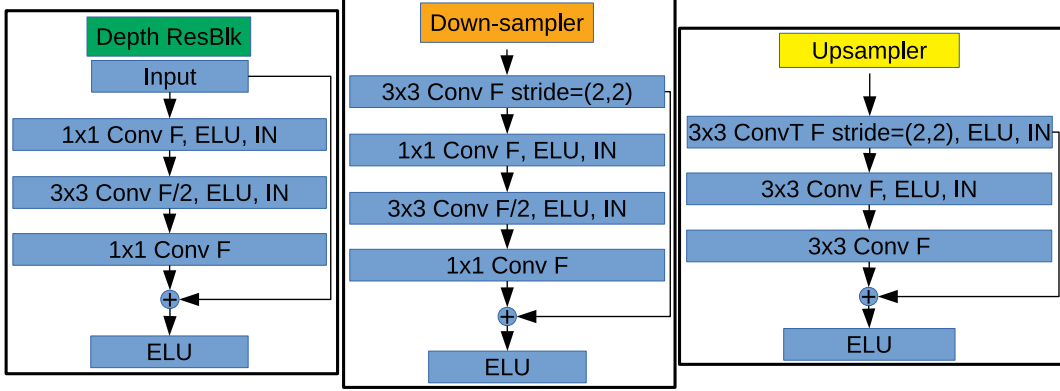 Depth ResBlk
Input
1x1 Conv F, ELU, IN
3x3 Conv F/2, ELU, IN
1x1 Conv F
+
ELU
Down-sampler
3x3 Conv F stride=(2,2)
1x1 Conv F, ELU, IN
3x3 Conv F/2, ELU, IN
1x1 Conv F
+
ELU
Upsampler
3x3 ConvT F stride=(2,2), ELU, IN
3x3 Conv F, ELU, IN
3x3 Conv F
+
ELU